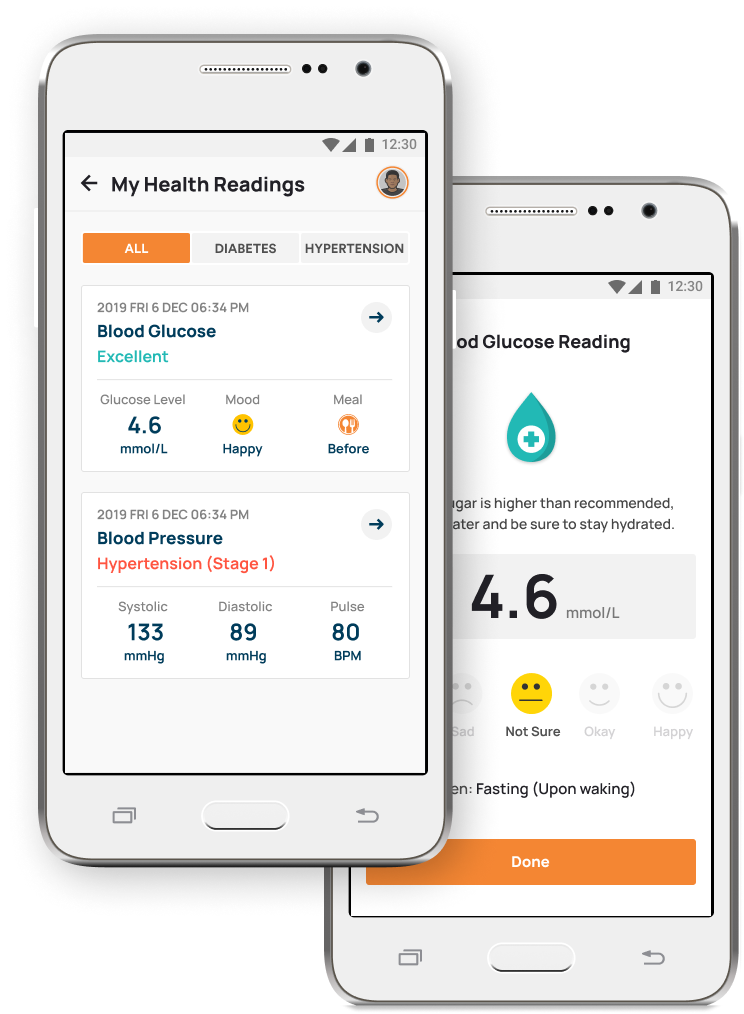 12:30
My Health Readings
ALL DIABETES HYPERTENSION
2019 FRI 6 DEC 06:34 PM
Blood Glucose
Excellent
Glucose Level Mood Meal
4.6
mmol/L Happy Before
2019 FRI 6 DEC 06:34 PM
Blood Pressure
Hypertension (Stage 1)
Systolic Diastolic Pulse
133 89 80
mmHg mmHg BPM
12:30
od Glucose Reading
gar is higher than recommended,
ater and be sure to stay hydrated.
4.6 mmol/L
Sad Not Sure Okay Happy
en: Fasting (Upon waking)
Done